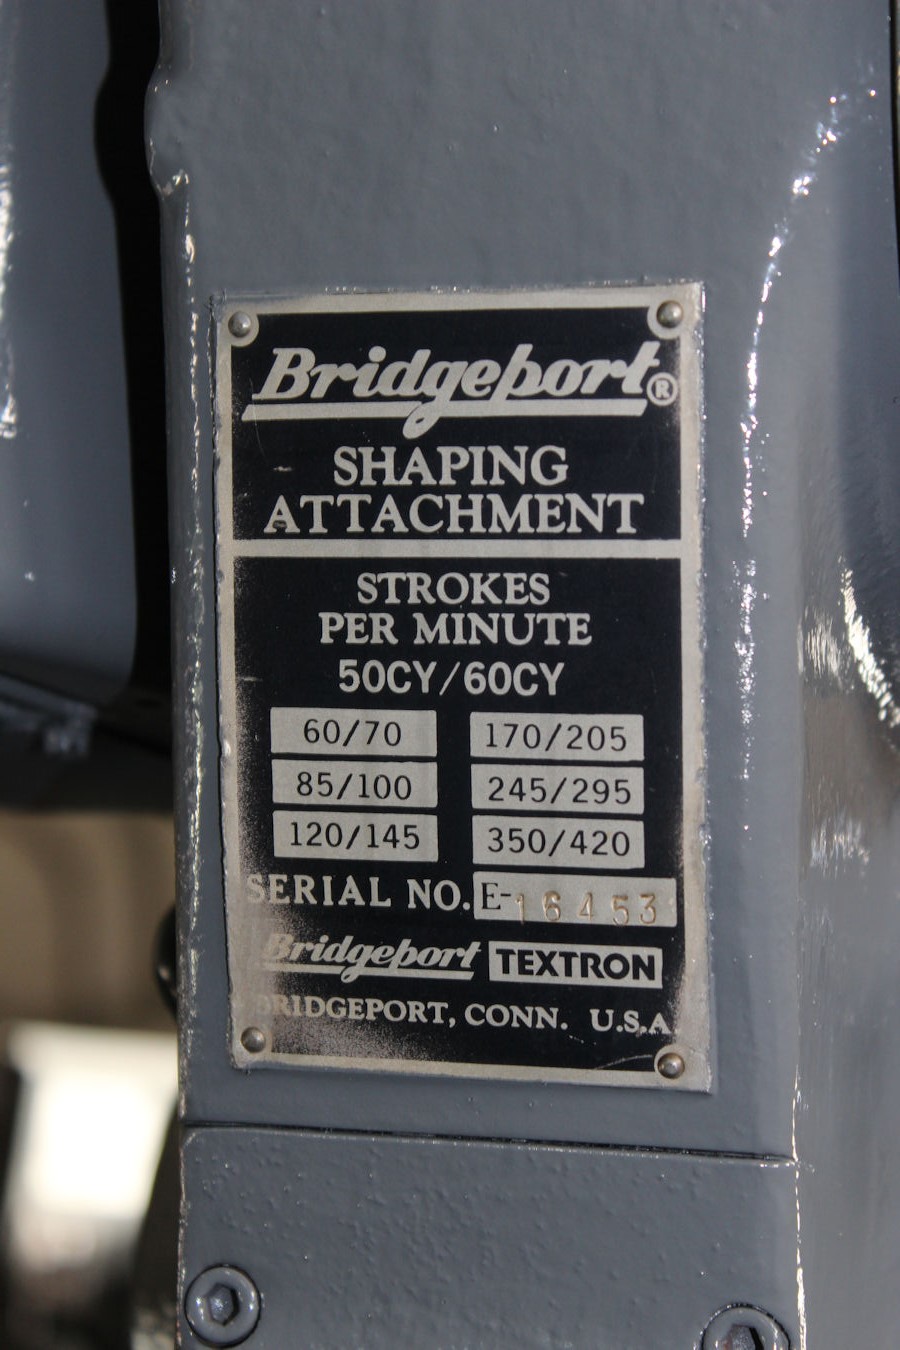 Bridgeport®
SHAPING
ATTACHMENT
STROKES
PER MINUTE
50CY/60CY
60/70 170/205
85/100 245/295
120/145 350/420
SERIAL NO. E-16453
Bridgeport TEXTRON
BRIDGEPORT, CONN. U.S.A.